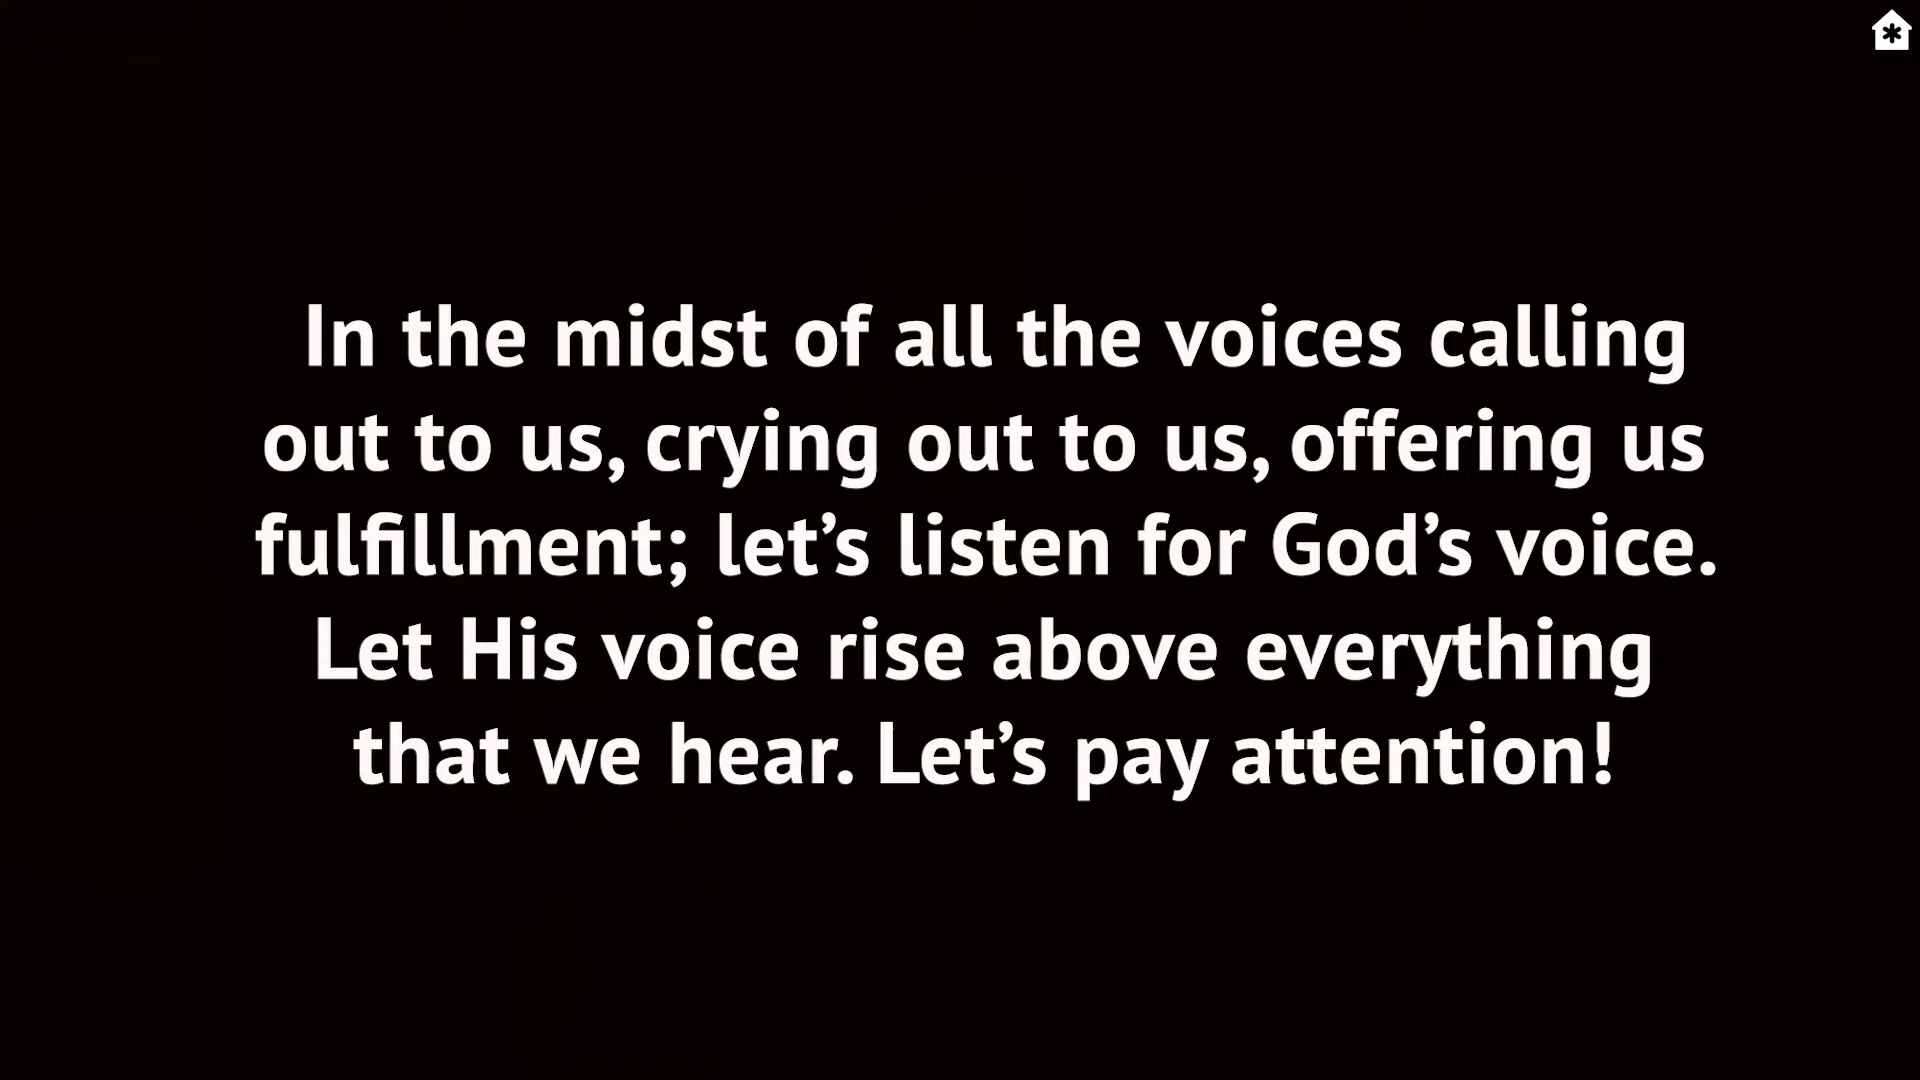 In the midst of all the voices calling
out to us, crying out to us, offering us
fulfillment; let’s listen for God’s voice.
Let His voice rise above everything
that we hear. Let’s pay attention!